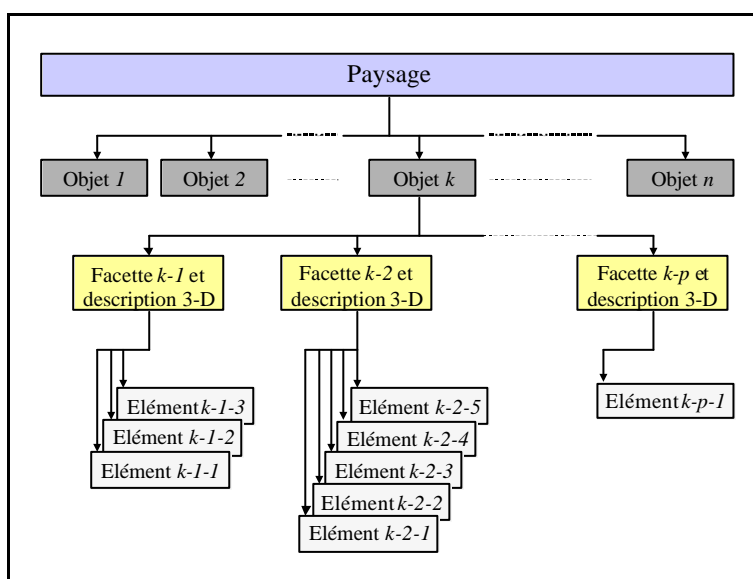 Paysage
Objet 1
Objet 2
Objet k
Objet n
Facette k-1 et
description 3-D
Facette k-2 et
description 3-D
Facette k-p et
description 3-D
Elément k-1-3
Elément k-1-2
Elément k-1-1
Elément k-2-5
Elément k-2-4
Elément k-2-3
Elément k-2-2
Elément k-2-1
Elément k-p-1